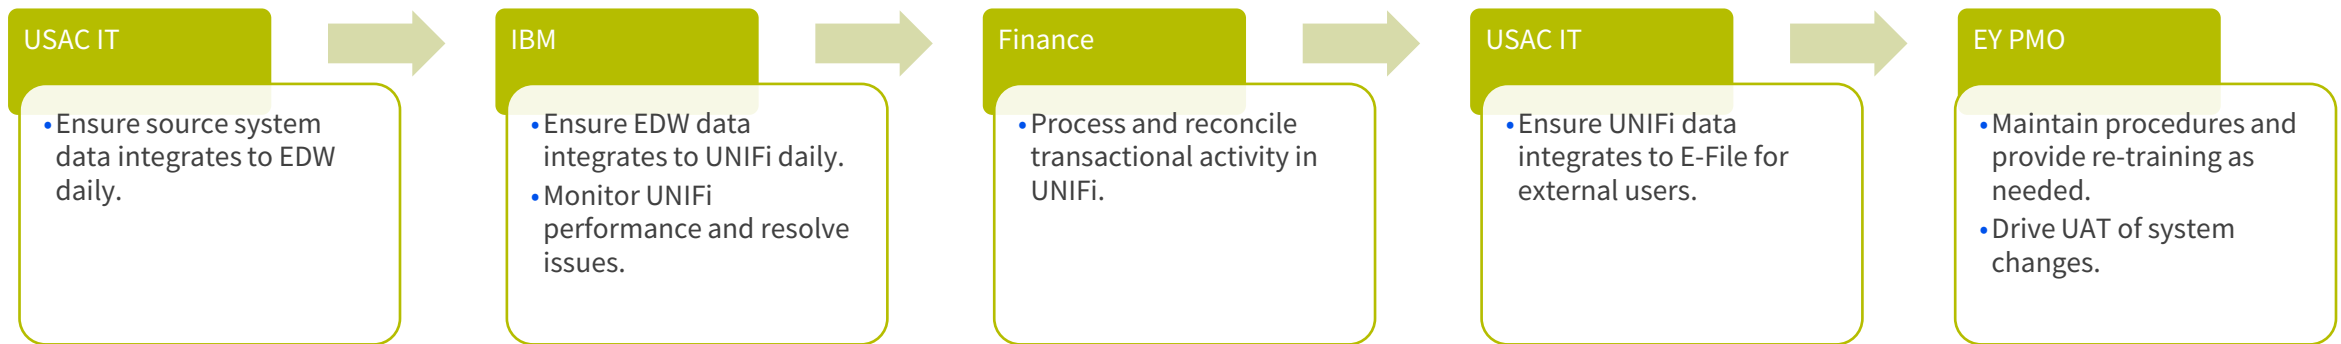 USAC IT
•Ensure source system
data integrates to EDW
daily.
IBM
•Ensure EDW data
integrates to UNIFi daily.
•Monitor UNIFi
performance and resolve
issues.
Finance
•Process and reconcile
transactional activity in
UNIFi.
USAC IT
•Ensure UNIFi data
integrates to E-File for
external users.
EY PMO
•Maintain procedures and
provide re-training as
needed.
•Drive UAT of system
changes.